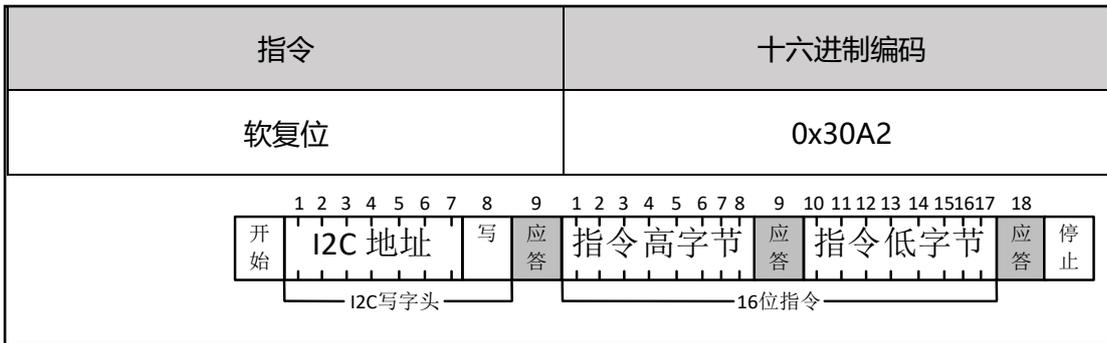 指令 十六进制编码
软复位 0x30A2
1 2 3 4 5 6 7 8 9 1 2 3 4 5 6 7 8 9 10 11 12 13 14 15 16 17 18
开始 I2C 地址 写 应答 指令高字节 应答 指令低字节 应答 停止
I2C写字头 16位指令